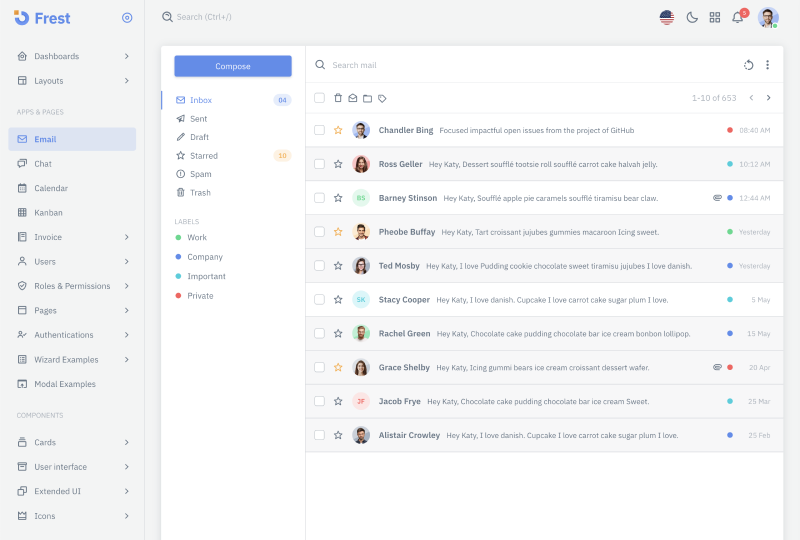 Frest
Search (Ctrl+/)
5
Dashboards
Layouts
APPS & PAGES
Email
Chat
Calendar
Kanban
Invoice
Users
Roles & Permissions
Pages
Authentications
Wizard Examples
Modal Examples
COMPONENTS
Cards
User interface
Extended UI
Icons
Compose
Inbox 04
Sent
Draft
Starred 10
Spam
Trash
LABELS
Work
Company
Important
Private
Search mail
1-10 of 653
Chandler Bing Focused impactful open issues from the project of GitHub 08:40 AM
Ross Geller Hey Katy, Dessert soufflé tootsie roll soufflé carrot cake halvah jelly. 10:12 AM
BS Barney Stinson Hey Katy, Soufflé apple pie caramels soufflé tiramisu bear claw. 12:44 AM
Pheobe Buffay Hey Katy, Tart croissant jujubes gummies macaroon Icing sweet. Yesterday
Ted Mosby Hey Katy, I love Pudding cookie chocolate sweet tiramisu jujubes I love danish. Yesterday
SK Stacy Cooper Hey Katy, I love danish. Cupcake I love carrot cake sugar plum I love. 5 May
Rachel Green Hey Katy, Chocolate cake pudding chocolate bar ice cream bonbon lollipop. 15 May
Grace Shelby Hey Katy, Icing gummi bears ice cream croissant dessert wafer. 20 Apr
JF Jacob Frye Hey Katy, Chocolate cake pudding chocolate bar ice cream Sweet. 25 Mar
Alistair Crowley Hey Katy, I love danish. Cupcake I love carrot cake sugar plum I love. 25 Feb